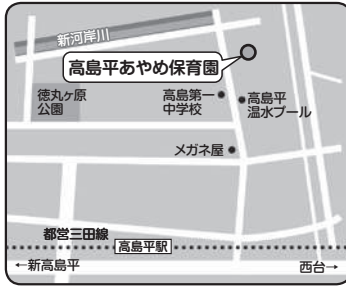 新河岸川
高島平あやめ保育園
徳丸ヶ原
公園
高島第一
中学校
高島平
温水プール
メガネ屋
都営三田線
高島平駅
←新高島平
西台→